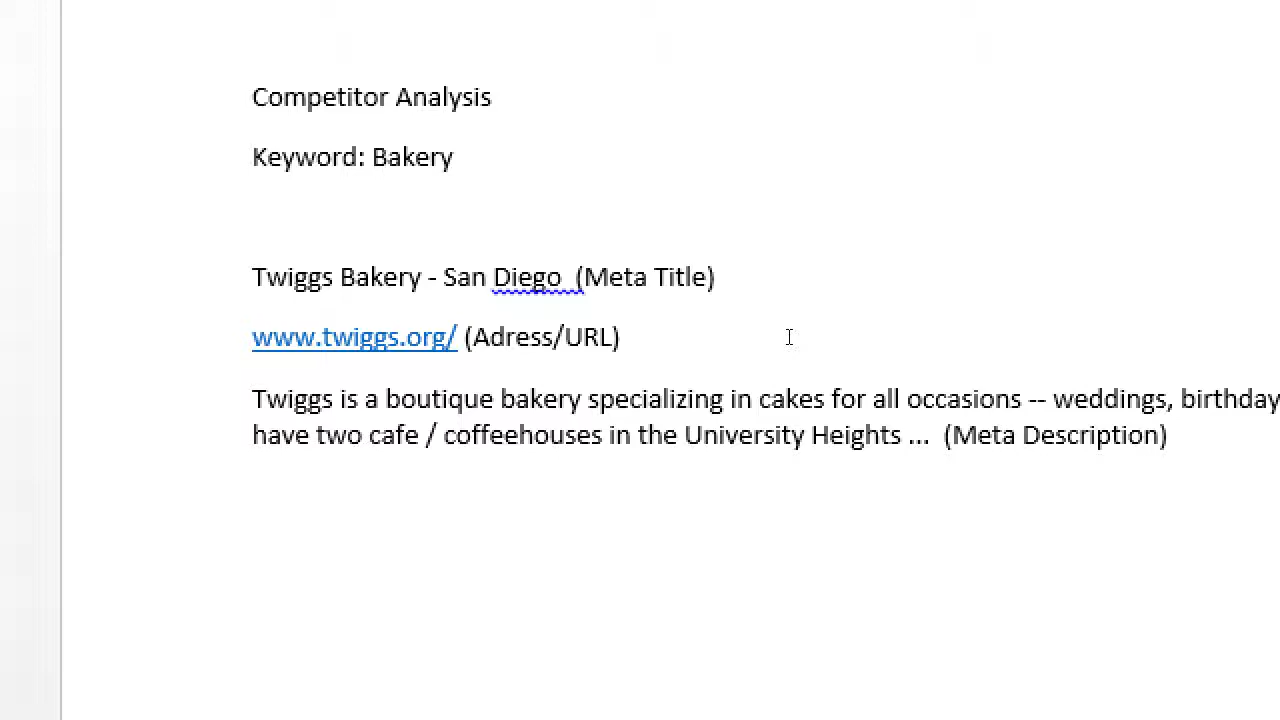 Competitor Analysis
Keyword: Bakery
Twiggs Bakery - San Diego  (Meta Title)
www.twiggs.org/ (Adress/URL)
Twiggs is a boutique bakery specializing in cakes for all occasions -- weddings, birthday
have two cafe / coffeehouses in the University Heights ...  (Meta Description)